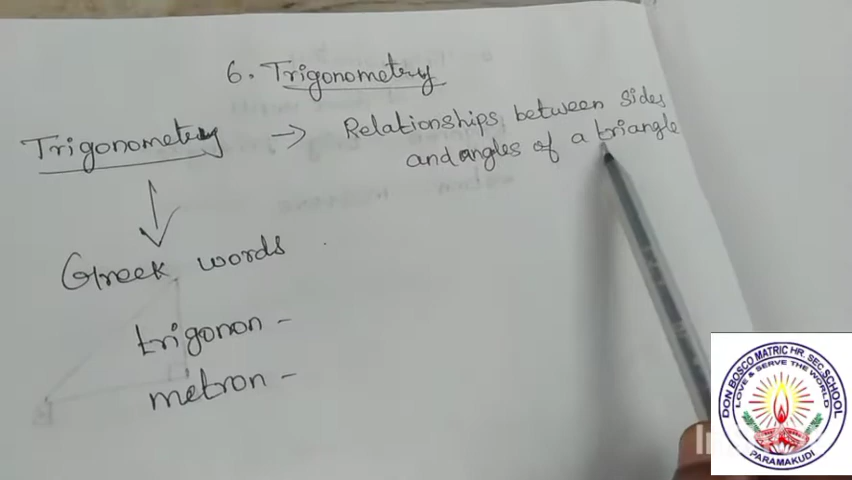 6. Trigonometry
Trigonometry → Relationships between sides
and angles of a triangle
Greek words
trigonon -
metron -
DON BOSCO MATRIC HR. SEC. SCHOOL
LOVE & SERVE THE WORLD
PARAMAKUDI